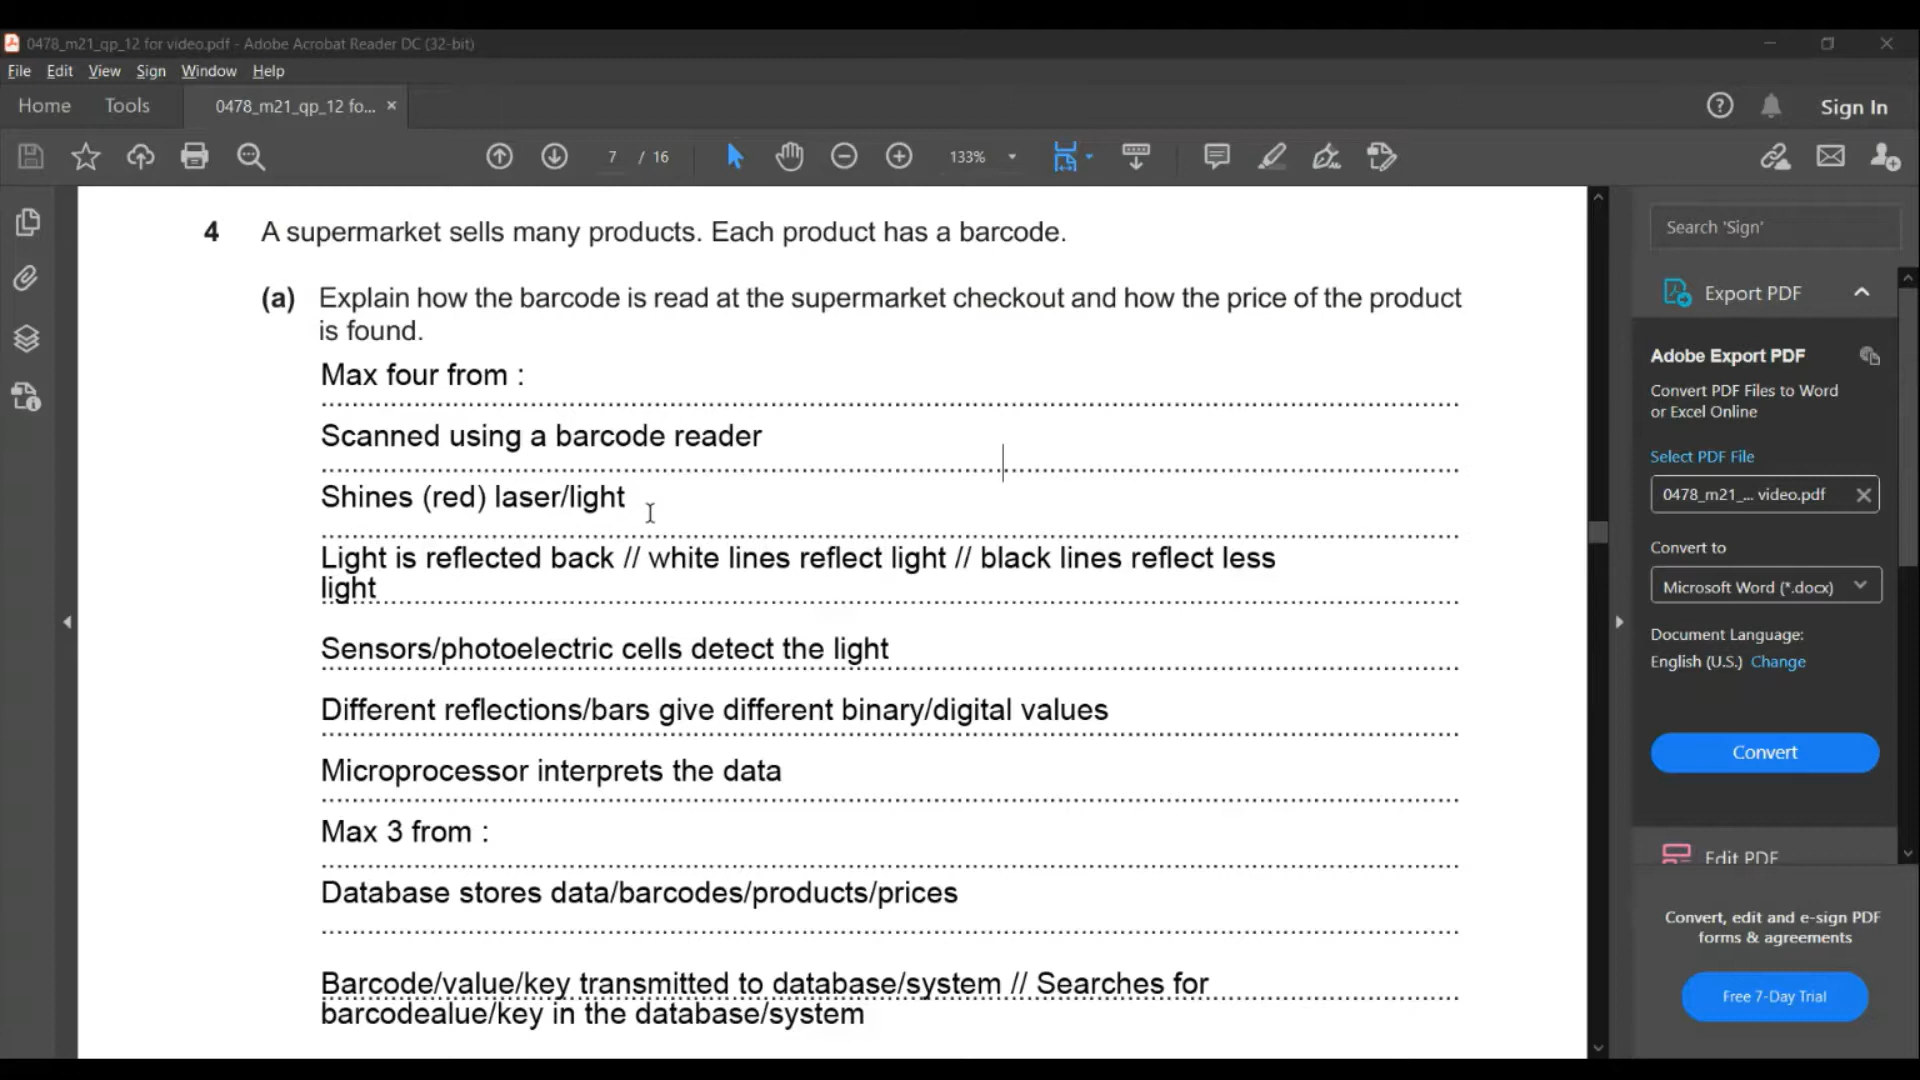 0478_m21_qp_12 for video.pdf - Adobe Acrobat Reader DC (32-bit)
File Edit View Sign Window Help
Home Tools 0478_m21_qp_12 fo... × Sign In
7 / 16 133%
4 A supermarket sells many products. Each product has a barcode.
(a) Explain how the barcode is read at the supermarket checkout and how the price of the product
is found.
Max four from :
Scanned using a barcode reader
Shines (red) laser/light
Light is reflected back // white lines reflect light // black lines reflect less
light
Sensors/photoelectric cells detect the light
Different reflections/bars give different binary/digital values
Microprocessor interprets the data
Max 3 from :
Database stores data/barcodes/products/prices
Barcode/value/key transmitted to database/system // Searches for
barcodealue/key in the database/system
Search 'Sign'
Export PDF
Adobe Export PDF
Convert PDF Files to Word
or Excel Online
Select PDF File
0478_m21_... video.pdf
Convert to
Microsoft Word (*.docx)
Document Language:
English (U.S.) Change
Convert
Edit PDF
Convert, edit and e-sign PDF
forms & agreements
Free 7-Day Trial